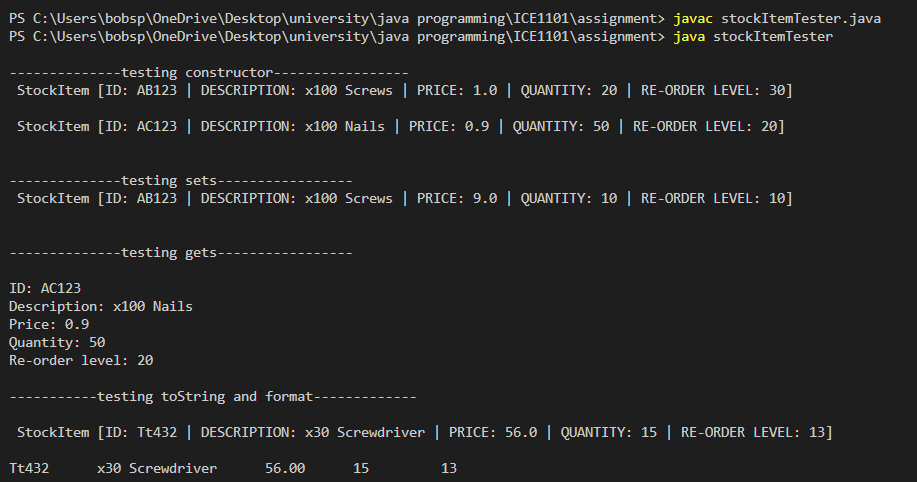 PS C:\Users\bobsp\OneDrive\Desktop\university\java programming\ICE1101\assignment> javac stockItemTester.java
PS C:\Users\bobsp\OneDrive\Desktop\university\java programming\ICE1101\assignment> java stockItemTester
--------------testing constructor-----------------
StockItem [ID: AB123 | DESCRIPTION: x100 Screws | PRICE: 1.0 | QUANTITY: 20 | RE-ORDER LEVEL: 30]
StockItem [ID: AC123 | DESCRIPTION: x100 Nails | PRICE: 0.9 | QUANTITY: 50 | RE-ORDER LEVEL: 20]
--------------testing sets-----------------
StockItem [ID: AB123 | DESCRIPTION: x100 Screws | PRICE: 9.0 | QUANTITY: 10 | RE-ORDER LEVEL: 10]
--------------testing gets-----------------
ID: AC123
Description: x100 Nails
Price: 0.9
Quantity: 50
Re-order level: 20
-----------testing toString and format-------------
StockItem [ID: Tt432 | DESCRIPTION: x30 Screwdriver | PRICE: 56.0 | QUANTITY: 15 | RE-ORDER LEVEL: 13]
Tt432      x30 Screwdriver      56.00      15         13